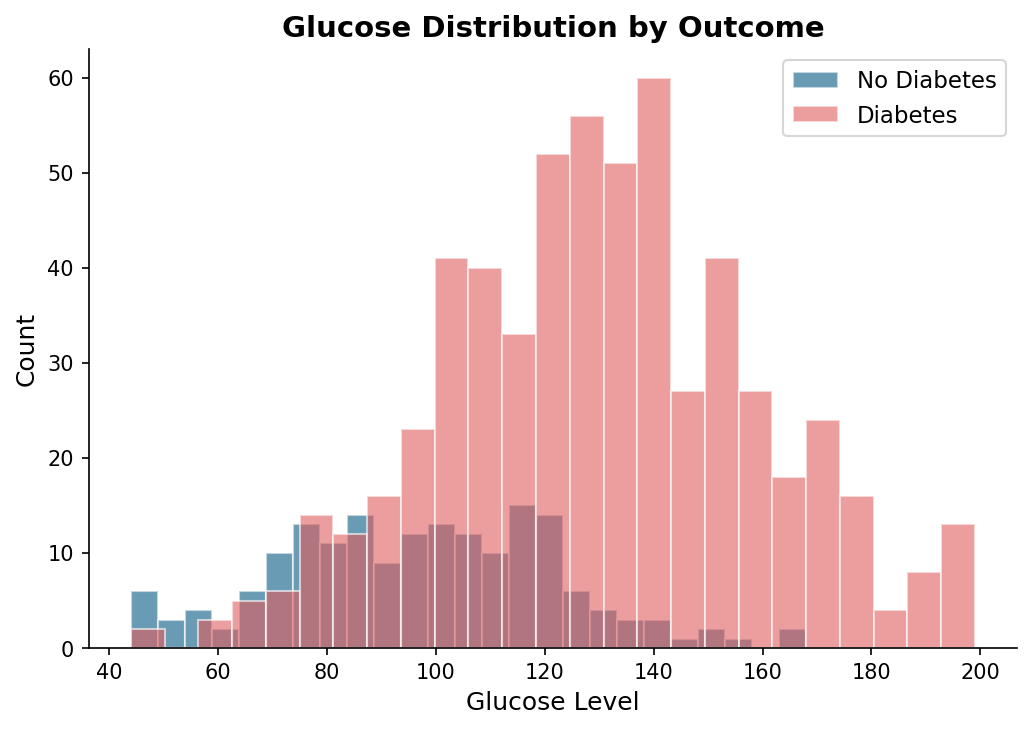 Glucose Distribution by Outcome
No Diabetes
Diabetes
60
50
40
30
20
10
0
Count
40 60 80 100 120 140 160 180 200
Glucose Level